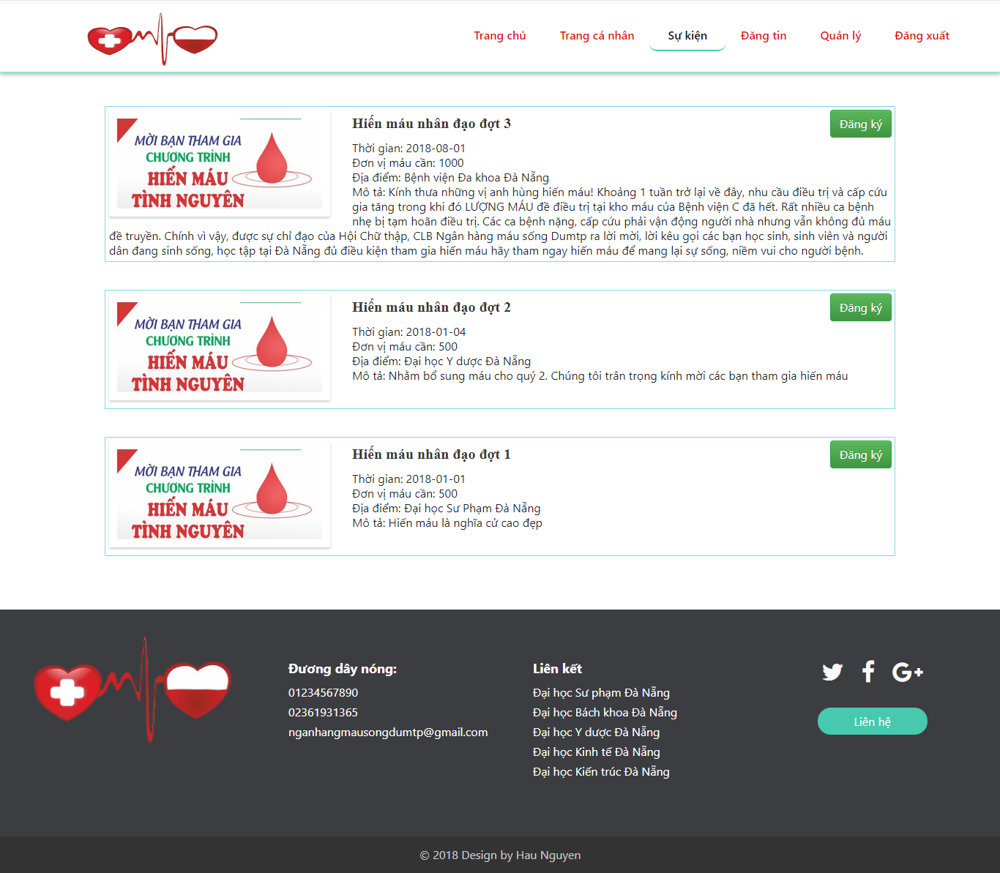 Trang chủ
Trang cá nhân
Sự kiện
Đăng tin
Quản lý
Đăng xuất
MỜI BẠN THAM GIA
CHƯƠNG TRÌNH
HIẾN MÁU
TÌNH NGUYỆN
Hiến máu nhân đạo đợt 3
Đăng ký
Thời gian: 2018-08-01
Đơn vị máu cần: 1000
Địa điểm: Bệnh viện Đa khoa Đà Nẵng
Mô tả: Kính thưa những vị anh hùng hiến máu! Khoảng 1 tuần trở lại về đây, nhu cầu điều trị và cấp cứu
gia tăng trong khi đó LƯỢNG MÁU đề điều trị tại kho máu của Bệnh viện C đã hết. Rất nhiều ca bệnh
nhẹ bị tạm hoãn điều trị. Các ca bệnh nặng, cấp cứu phải vận động người nhà nhưng vẫn không đủ máu
đề truyền. Chính vì vậy, được sự chỉ đạo của Hội Chữ thập, CLB Ngân hàng máu sống Dumtp ra lời mời, lời kêu gọi các bạn học sinh, sinh viên và người
dân đang sinh sống, học tập tại Đà Nẵng đủ điều kiện tham gia hiến máu hãy tham ngay hiến máu để mang lại sự sống, niềm vui cho người bệnh.
MỜI BẠN THAM GIA
CHƯƠNG TRÌNH
HIẾN MÁU
TÌNH NGUYỆN
Hiến máu nhân đạo đợt 2
Đăng ký
Thời gian: 2018-01-04
Đơn vị máu cần: 500
Địa điểm: Đại học Y dược Đà Nẵng
Mô tả: Nhằm bổ sung máu cho quý 2. Chúng tôi trân trọng kính mời các bạn tham gia hiến máu
MỜI BẠN THAM GIA
CHƯƠNG TRÌNH
HIẾN MÁU
TÌNH NGUYỆN
Hiến máu nhân đạo đợt 1
Đăng ký
Thời gian: 2018-01-01
Đơn vị máu cần: 500
Địa điểm: Đại học Sư Phạm Đà Nẵng
Mô tả: Hiến máu là nghĩa cử cao đẹp
Đương dây nóng:
01234567890
02361931365
nganhangmausongdumtp@gmail.com
Liên kết
Đại học Sư phạm Đà Nẵng
Đại học Bách khoa Đà Nẵng
Đại học Y dược Đà Nẵng
Đại học Kinh tế Đà Nẵng
Đại học Kiến trúc Đà Nẵng
G+
Liên hệ
© 2018 Design by Hau Nguyen